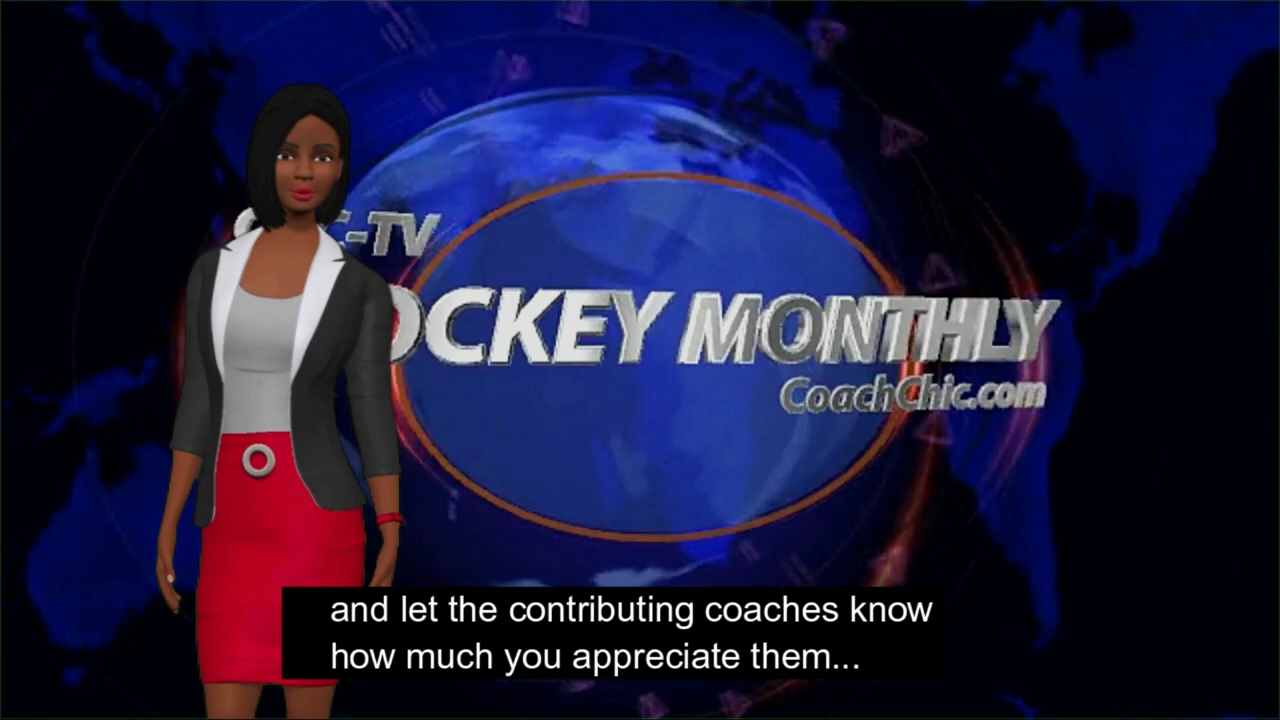 C-TV
OCKEY MONTHLY
CoachChic.com
and let the contributing coaches know
how much you appreciate them...